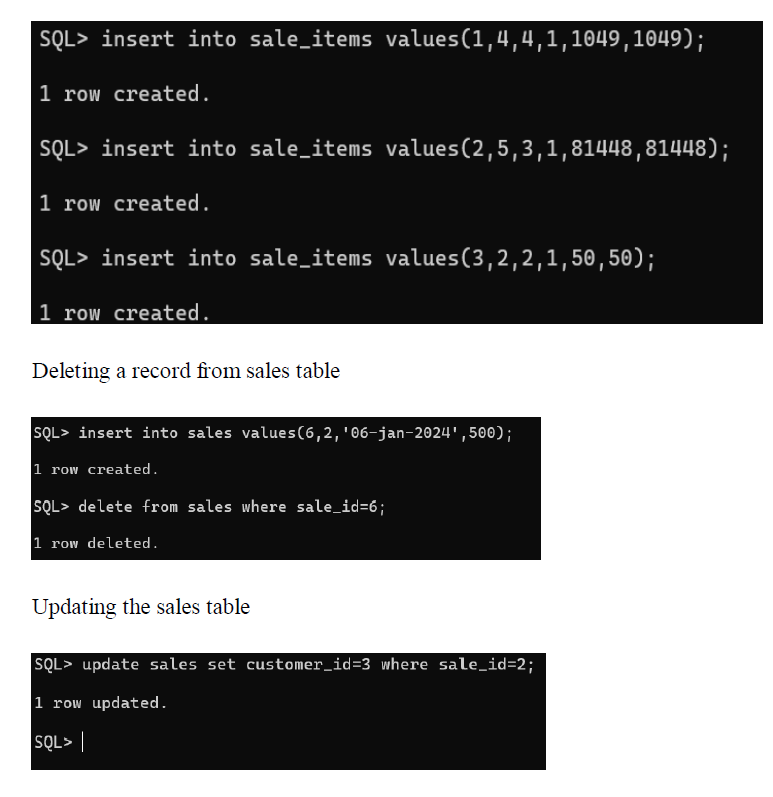 SQL> insert into sale_items values(1,4,4,1,1049,1049);
1 row created.
SQL> insert into sale_items values(2,5,3,1,81448,81448);
1 row created.
SQL> insert into sale_items values(3,2,2,1,50,50);
1 row created.
Deleting a record from sales table
SQL> insert into sales values(6,2,'06-jan-2024',500);
1 row created.
SQL> delete from sales where sale_id=6;
1 row deleted.
Updating the sales table
SQL> update sales set customer_id=3 where sale_id=2;
1 row updated.
SQL>